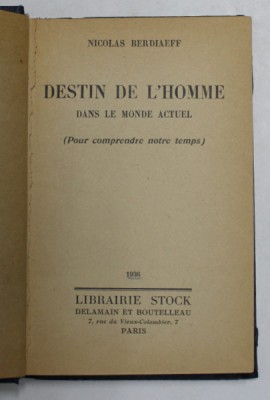 NICOLAS BERDIAEFF
DESTIN DE L'HOMME
DANS LE MONDE ACTUEL
(Pour comprendre notre temps)
1936
LIBRAIRIE STOCK
DELAMAIN ET BOUTELLEAU
7, rue du Vieux-Colombier, 7
PARIS